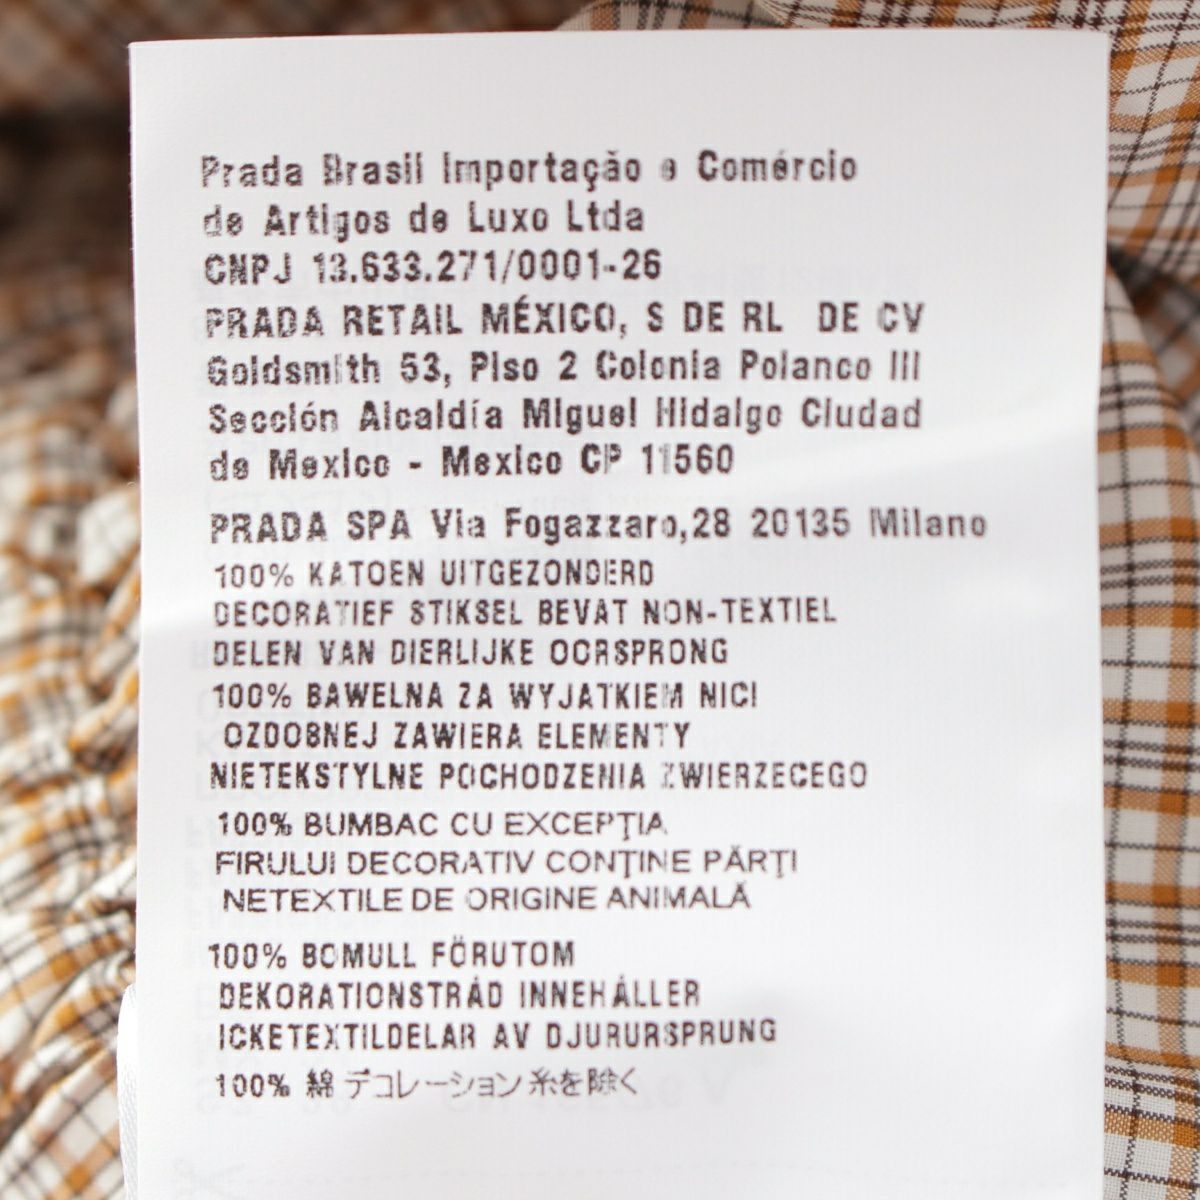 Prada Brasil Importação e Comércio
de Artigos de Luxo Ltda
CNPJ 13.633.271/0001-26
PRADA RETAIL MÉXICO, S DE RL DE CV
Goldsmith 53, Piso 2 Colonia Polanco III
Sección Alcaldía Miguel Hidalgo Ciudad
de Mexico - Mexico CP 11560
PRADA SPA Via Fogazzaro,28 20135 Milano
100% KATOEN UITGEZONDERD
DECORATIEF STIKSEL BEVAT NON-TEXTIEL
DELEN VAN DIERLIJKE OORSPRONG
100% BAWELNA ZA WYJATKIEM NICI
OZDOBNEJ ZAWIERA ELEMENTY
NIETEKSTYLNE POCHODZENIA ZWIERZECEGO
100% BUMBAC CU EXCEPŢIA
FIRULUI DECORATIV CONŢINE PĂRŢI
NETEXTILE DE ORIGINE ANIMALĂ
100% BOMULL FÖRUTOM
DEKORATIONSTRÅD INNEHÅLLER
ICKETEXTILDELAR AV DJURURSPRUNG
100% 綿 デコレーション糸を除く